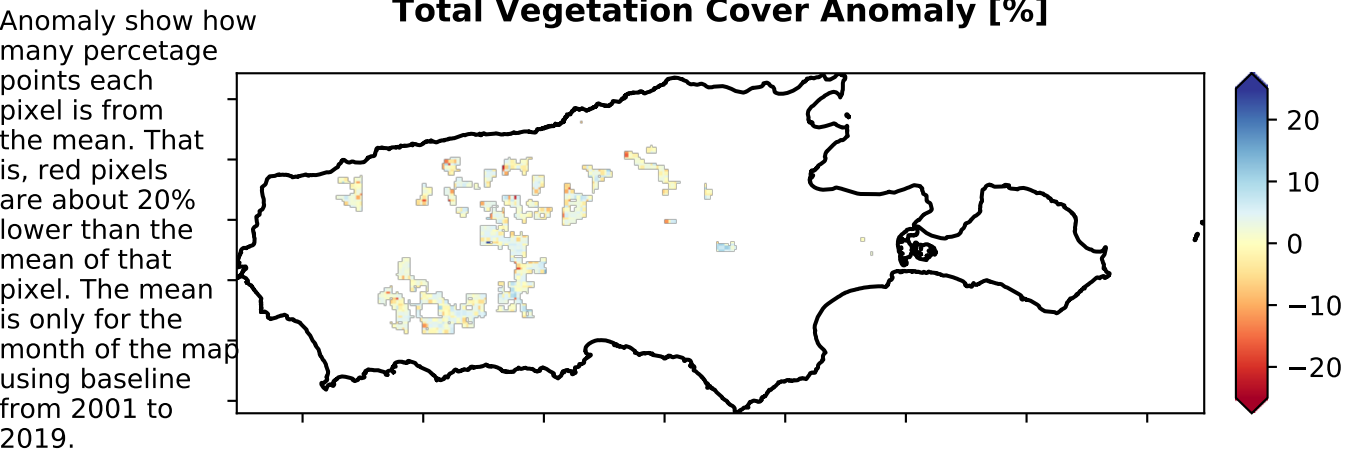 Total Vegetation Cover Anomaly [%]
Anomaly show how
many percetage
points each
pixel is from
the mean. That
is, red pixels
are about 20%
lower than the
mean of that
pixel. The mean
is only for the
month of the map
using baseline
from 2001 to
2019.
20
10
0
−10
−20